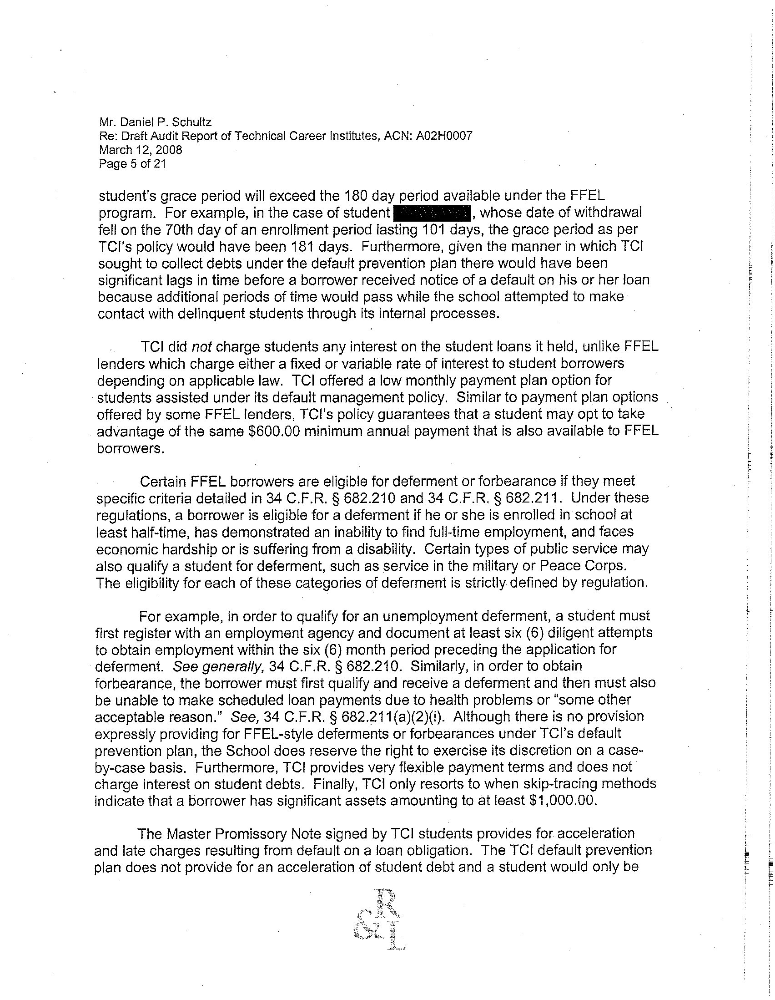 Mr. Daniel P. Schultz
Re: Draft Audit Report of Technical Career Institutes, ACN: A02H0007
March 12, 2008
Page 5 of 21
student's grace period will exceed the 180 day period available under the FFEL
program. For example, in the case of student , whose date of withdrawal
fell on the 70th day of an enrollment period lasting 101 days, the grace period as per
TCI's policy would have been 181 days. Furthermore, given the manner in which TCI
sought to collect debts under the default prevention plan there would have been
significant lags in time before a borrower received notice of a default on his or her loan
because additional periods of time would pass while the school attempted to make
contact with delinquent students through its internal processes.
TCI did not charge students any interest on the student loans it held, unlike FFEL
lenders which charge either a fixed or variable rate of interest to student borrowers
depending on applicable law. TCI offered a low monthly payment plan option for
students assisted under its default management policy. Similar to payment plan options
offered by some FFEL lenders, TCI's policy guarantees that a student may opt to take
advantage of the same $600.00 minimum annual payment that is also available to FFEL
borrowers.
Certain FFEL borrowers are eligible for deferment or forbearance if they meet
specific criteria detailed in 34 C.F.R. § 682.210 and 34 C.F.R. § 682.211. Under these
regulations, a borrower is eligible for a deferment if he or she is enrolled in school at
least half-time, has demonstrated an inability to find full-time employment, and faces
economic hardship or is suffering from a disability. Certain types of public service may
also qualify a student for deferment, such as service in the military or Peace Corps.
The eligibility for each of these categories of deferment is strictly defined by regulation.
For example, in order to qualify for an unemployment deferment, a student must
first register with an employment agency and document at least six (6) diligent attempts
to obtain employment within the six (6) month period preceding the application for
deferment. See generally, 34 C.F.R. § 682.210. Similarly, in order to obtain
forbearance, the borrower must first qualify and receive a deferment and then must also
be unable to make scheduled loan payments due to health problems or "some other
acceptable reason." See, 34 C.F.R. § 682.211(a)(2)(i). Although there is no provision
expressly providing for FFEL-style deferments or forbearances under TCI's default
prevention plan, the School does reserve the right to exercise its discretion on a case-
by-case basis. Furthermore, TCI provides very flexible payment terms and does not
charge interest on student debts. Finally, TCI only resorts to when skip-tracing methods
indicate that a borrower has significant assets amounting to at least $1,000.00.
The Master Promissory Note signed by TCI students provides for acceleration
and late charges resulting from default on a loan obligation. The TCI default prevention
plan does not provide for an acceleration of student debt and a student would only be
R
& L